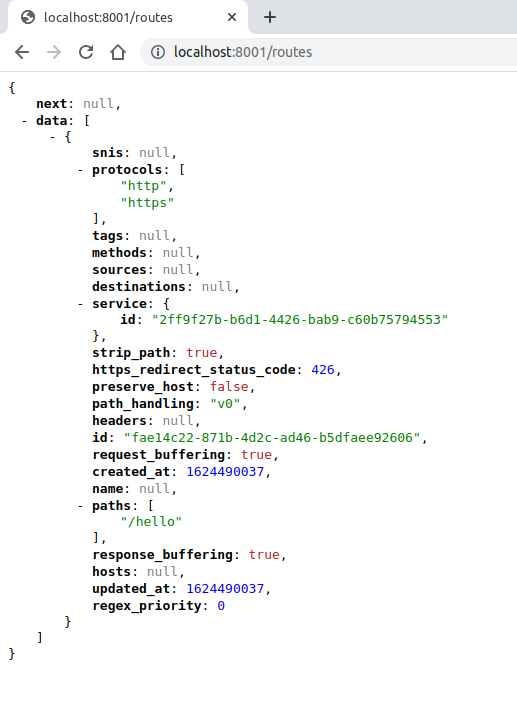 localhost:8001/routes
localhost:8001/routes
{
next: null,
- data: [
- {
snis: null,
- protocols: [
"http",
"https"
],
tags: null,
methods: null,
sources: null,
destinations: null,
- service: {
id: "2ff9f27b-b6d1-4426-bab9-c60b75794553"
},
strip_path: true,
https_redirect_status_code: 426,
preserve_host: false,
path_handling: "v0",
headers: null,
id: "fae14c22-871b-4d2c-ad46-b5dfaee92606",
request_buffering: true,
created_at: 1624490037,
name: null,
- paths: [
"/hello"
],
response_buffering: true,
hosts: null,
updated_at: 1624490037,
regex_priority: 0
}
]
}